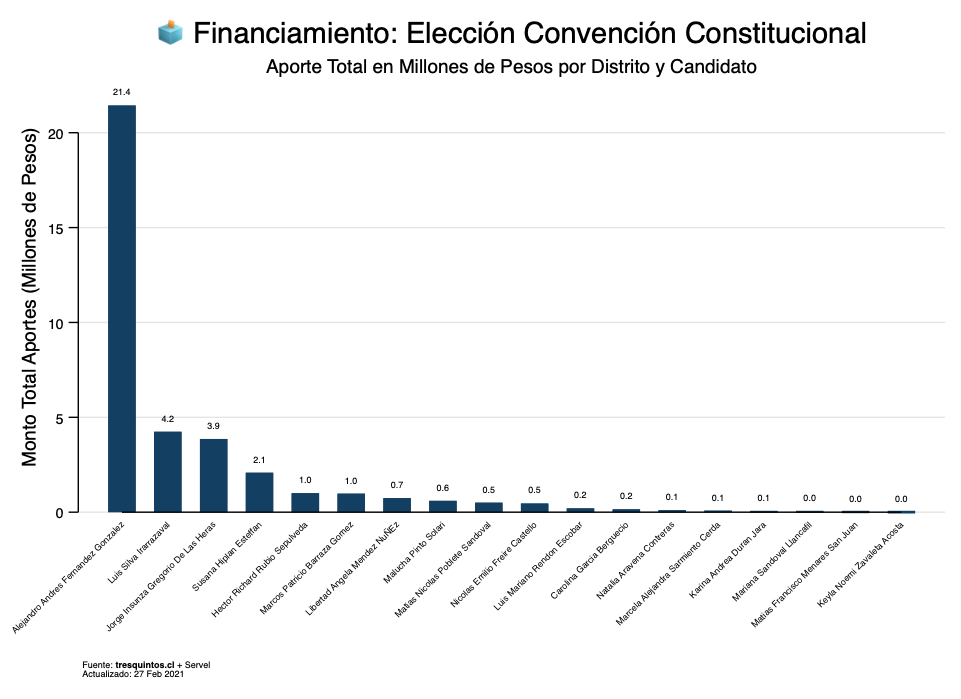 Financiamiento: Elección Convención Constitucional
Aporte Total en Millones de Pesos por Distrito y Candidato
Monto Total Aportes (Millones de Pesos)
20
15
10
5
0
21.4
4.2
3.9
2.1
1.0
1.0
0.7
0.6
0.5
0.5
0.2
0.2
0.1
0.1
0.1
0.0
0.0
0.0
Alejandro Andres Fernandez Gonzalez
Luis Silva Irarrazaval
Jorge Insunza Gregorio De Las Heras
Susana Hiplan Esteffan
Hector Richard Rubio Sepulveda
Marcos Patricio Barraza Gomez
Libertad Angela Mendez NuÑEz
Malucha Pinto Solari
Matias Nicolas Poblete Sandoval
Nicolas Emilio Freire Castello
Luis Mariano Rendon Escobar
Carolina Garcia Berguecio
Natalia Aravena Contreras
Marcela Alejandra Sarmiento Cerda
Karina Andrea Duran Jara
Mariana Sandoval Llancafil
Matias Francisco Menares San Juan
Keyla Noemi Zavaleta Acosta
Fuente: tresquintos.cl + Servel
Actualizado: 27 Feb 2021